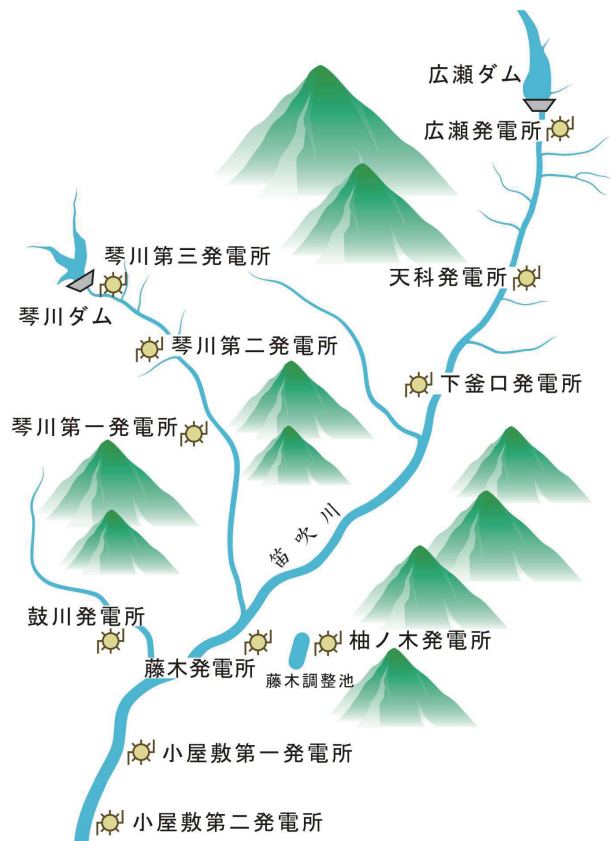 広瀬ダム
広瀬発電所
琴川第三発電所
天科発電所
琴川ダム
琴川第二発電所
下釜口発電所
琴川第一発電所
笛吹川
鼓川発電所
柚ノ木発電所
藤木発電所
藤木調整池
小屋敷第一発電所
小屋敷第二発電所